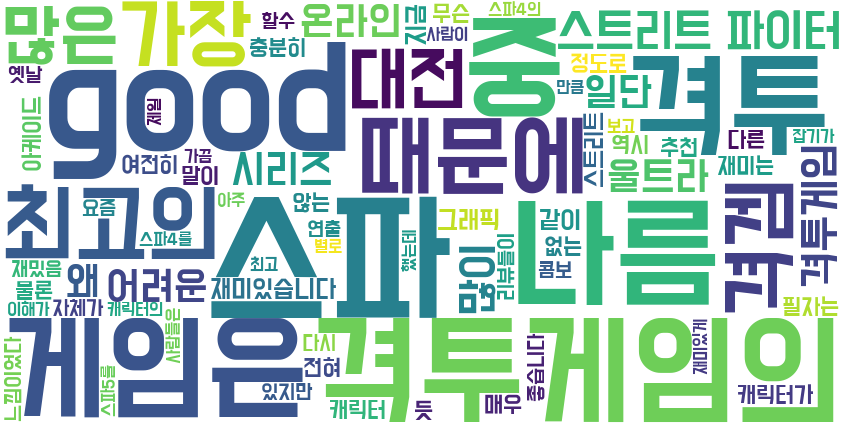 많은 가장 할수 온라인 지금 무슨 스파4의
충분히 사람이 스트리트 파이터
옛날 good 대전 중 정도로 격투
제일 만큼 일단
아케이드 때문에 스트리트 보고 다른 잡기가
여전히 가끔 시리즈 역시 추천
말이 울트라 재미는
최고의 요즘 아주 않는 그래픽 같이 격겜 격투게임
스파4를 스파 연출 나름
별로 했는데 많이 리뷰들이 없는
재밌음 왜 어려운 최고 콤보
물론 재미있습니다
이해가 자체가 캐릭터의 필자는
게임은 격투게임의
느낌이었다 사람들은 다시 재미있게
스파5를 전혀 좋습니다
있지만 매우 캐릭터가
캐릭터 듯